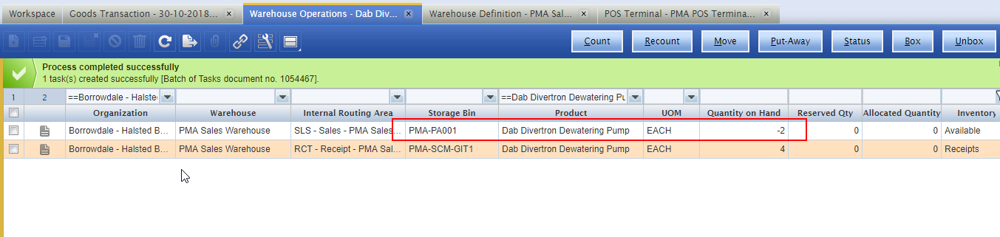 Workspace Goods Transaction - 30-10-2018... Warehouse Operations - Dab Div... Warehouse Definition - PMA Sal... POS Terminal - PMA POS Termina...
Count Recount Move Put-Away Status Box Unbox
Process completed successfully
1 task(s) created successfully [Batch of Tasks document no. 1054467].
1 2 ==Borrowdale - Halsted ==Dab Divertron Dewatering Pu
Organization Warehouse Internal Routing Area Storage Bin Product UOM Quantity on Hand Reserved Qty Allocated Quantity Inventory
Borrowdale - Halsted B... PMA Sales Warehouse SLS - Sales - PMA Sales... PMA-PA001 Dab Divertron Dewatering Pump EACH -2 0 0 Available
Borrowdale - Halsted B... PMA Sales Warehouse RCT - Receipt - PMA Sal... PMA-SCM-GIT1 Dab Divertron Dewatering Pump EACH 4 0 0 Receipts